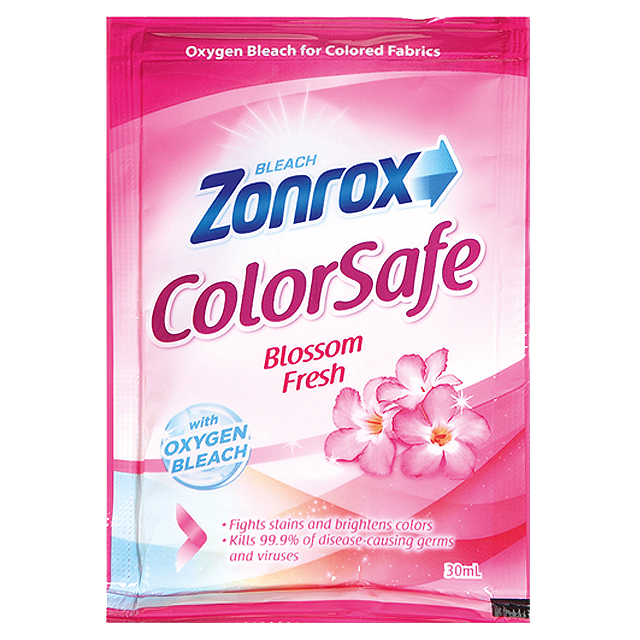 Oxygen Bleach for Colored Fabrics
BLEACH
Zonrox
ColorSafe
Blossom
Fresh
with
OXYGEN
BLEACH
• Fights stains and brightens colors
• Kills 99.9% of disease-causing germs
and viruses
30mL